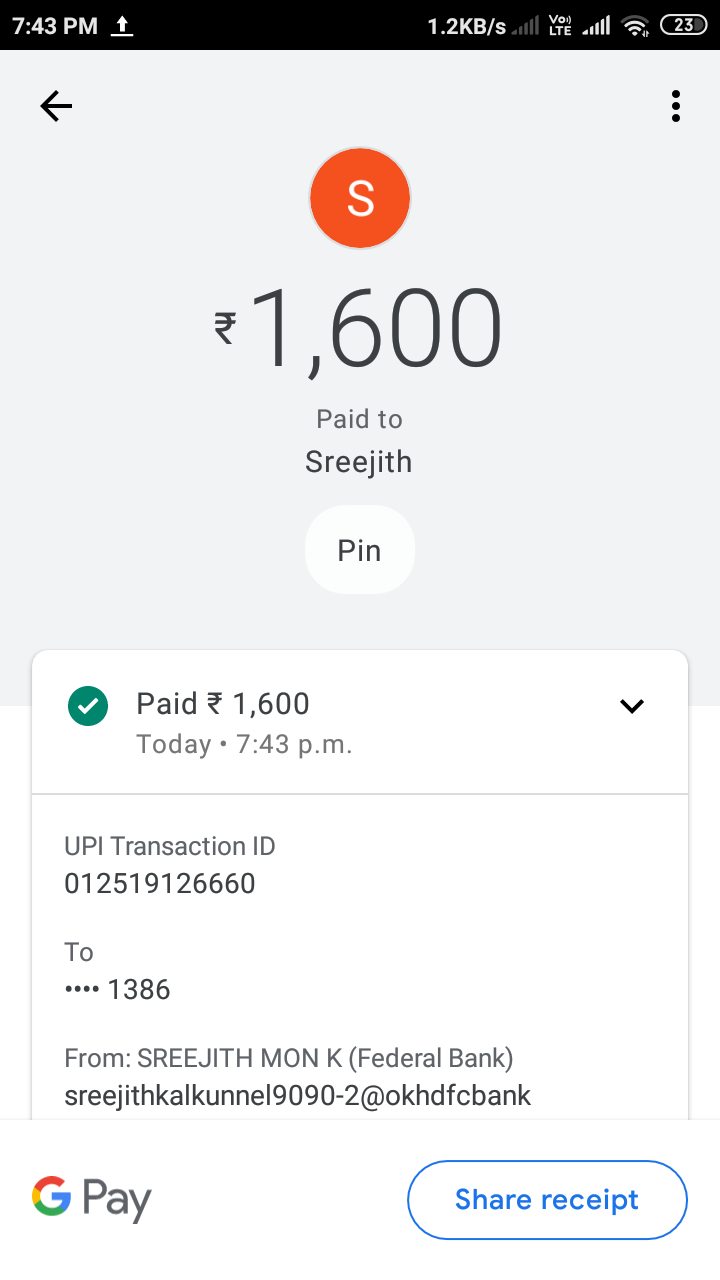 7:43 PM 1.2KB/s Vo) LTE 23
S
₹1,600
Paid to
Sreejith
Pin
Paid ₹ 1,600
Today • 7:43 p.m.
UPI Transaction ID
012519126660
To
•••• 1386
From: SREEJITH MON K (Federal Bank)
sreejithkalkunnel9090-2@okhdfcbank
G Pay Share receipt